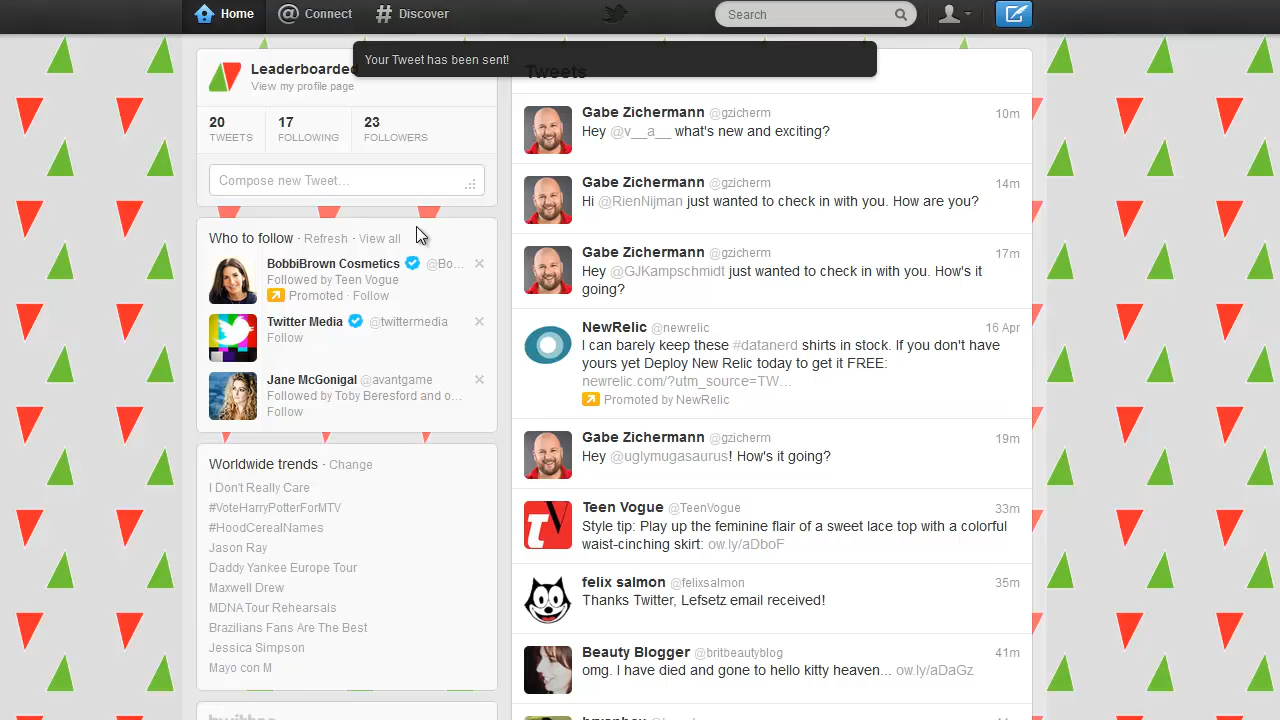 Home
Connect
Discover
Search
Your Tweet has been sent!
Leaderboarded
View my profile page
20
TWEETS
17
FOLLOWING
23
FOLLOWERS
Compose new Tweet…
Who to follow · Refresh · View all
BobbiBrown Cosmetics @Bo…
Followed by Teen Vogue
Promoted · Follow
Twitter Media @twittermedia
Follow
Jane McGonigal @avantgame
Followed by Toby Beresford and o…
Follow
Worldwide trends · Change
I Don't Really Care
#VoteHarryPotterForMTV
#HoodCerealNames
Jason Ray
Daddy Yankee Europe Tour
Maxwell Drew
MDNA Tour Rehearsals
Brazilians Fans Are The Best
Jessica Simpson
Mayo con M
Tweets
Gabe Zichermann @gzicherm 10m
Hey @v__a__ what's new and exciting?
Gabe Zichermann @gzicherm 14m
Hi @RienNijman just wanted to check in with you. How are you?
Gabe Zichermann @gzicherm 17m
Hey @GJKampschmidt just wanted to check in with you. How's it
going?
NewRelic @newrelic 16 Apr
I can barely keep these #datanerd shirts in stock. If you don't have
yours yet Deploy New Relic today to get it FREE:
newrelic.com/?utm_source=TW…
Promoted by NewRelic
Gabe Zichermann @gzicherm 19m
Hey @uglymugasaurus! How's it going?
Teen Vogue @TeenVogue 33m
Style tip: Play up the feminine flair of a sweet lace top with a colorful
waist-cinching skirt: ow.ly/aDboF
felix salmon @felixsalmon 35m
Thanks Twitter, Lefsetz email received!
Beauty Blogger @britbeautyblog 41m
omg. I have died and gone to hello kitty heaven... ow.ly/aDaGz